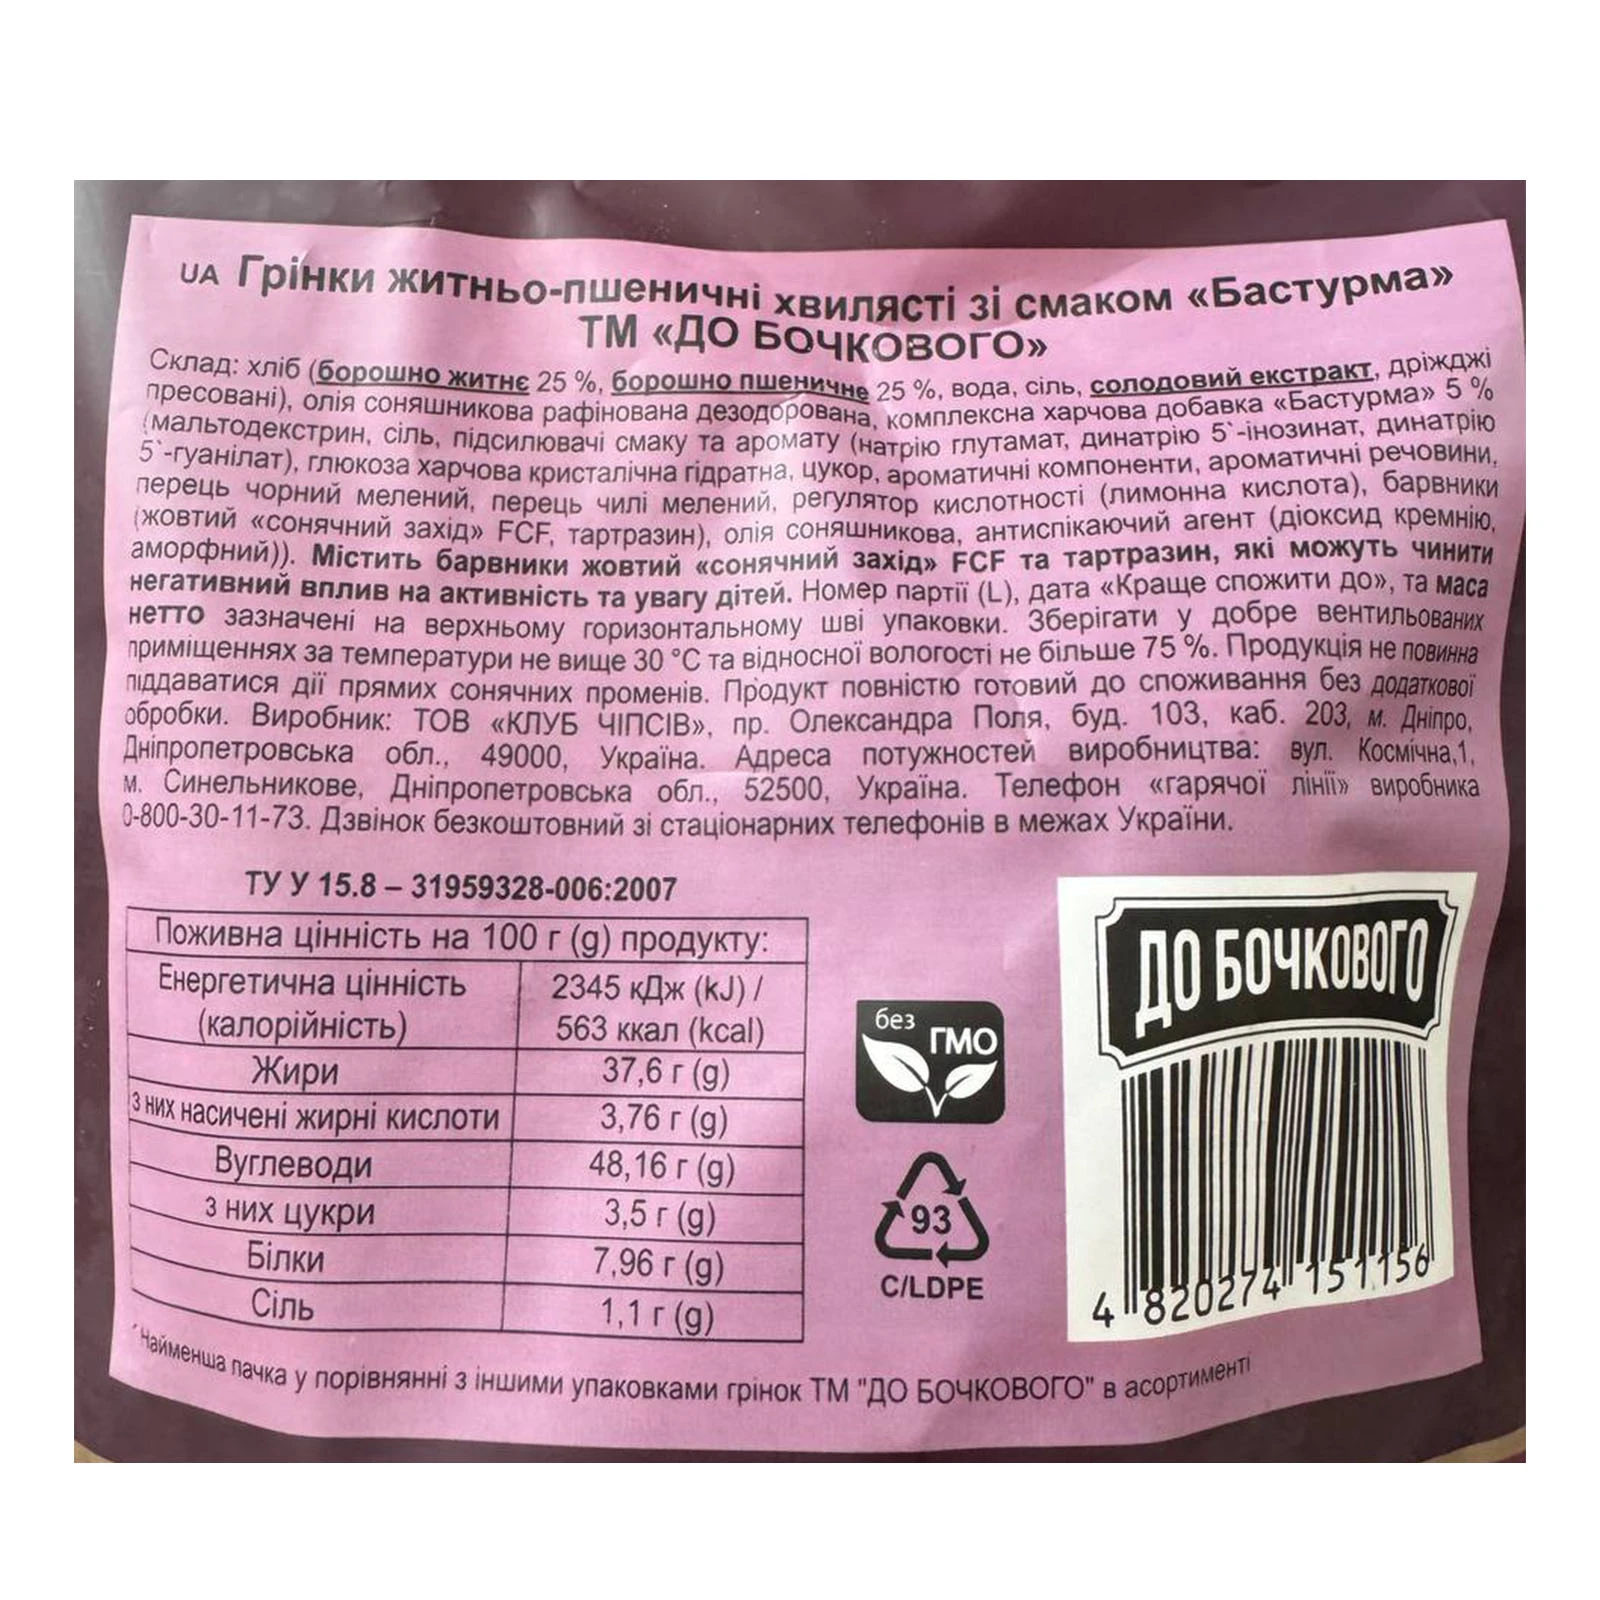 UA Грінки житньо-пшеничні хвилясті зі смаком «Бастурма»
ТМ «ДО БОЧКОВОГО»
Склад: хліб (борошно житнє 25 %, борошно пшеничне 25 %, вода, сіль, солодовий екстракт, дріжджі
пресовані), олія соняшникова рафінована дезодорована, комплексна харчова добавка «Бастурма» 5 %
(мальтодекстрин, сіль, підсилювачі смаку та аромату (натрію глутамат, динатрію 5`-інозинат, динатрію
5`-гуанілат), глюкоза харчова кристалічна гідратна, цукор, ароматичні компоненти, ароматичні речовини,
перець чорний мелений, перець чилі мелений, регулятор кислотності (лимонна кислота), барвники
(жовтий «сонячний захід» FCF, тартразин), олія соняшникова, антиспікаючий агент (діоксид кремнію,
аморфний)). Містить барвники жовтий «сонячний захід» FCF та тартразин, які можуть чинити
негативний вплив на активність та увагу дітей. Номер партії (L), дата «Краще спожити до», та маса
нетто зазначені на верхньому горизонтальному шві упаковки. Зберігати у добре вентильованих
приміщеннях за температури не вище 30 °С та відносної вологості не більше 75 %. Продукція не повинна
піддаватися дії прямих сонячних променів. Продукт повністю готовий до споживання без додаткової
обробки. Виробник: ТОВ «КЛУБ ЧІПСІВ», пр. Олександра Поля, буд. 103, каб. 203, м. Дніпро,
Дніпропетровська обл., 49000, Україна. Адреса потужностей виробництва: вул. Космічна,1,
м. Синельникове, Дніпропетровська обл., 52500, Україна. Телефон «гарячої лінії» виробника
0-800-30-11-73. Дзвінок безкоштовний зі стаціонарних телефонів в межах України.
ТУ У 15.8 – 31959328-006:2007
Поживна цінність на 100 г (g) продукту:
Енергетична цінність (калорійність) 2345 кДж (kJ) / 563 ккал (kcal)
Жири 37,6 г (g)
з них насичені жирні кислоти 3,76 г (g)
Вуглеводи 48,16 г (g)
з них цукри 3,5 г (g)
Білки 7,96 г (g)
Сіль 1,1 г (g)
без ГМО
93
C/LDPE
ДО БОЧКОВОГО
4 820274 151156
*Найменша пачка у порівнянні з іншими упаковками грінок ТМ "ДО БОЧКОВОГО" в асортименті